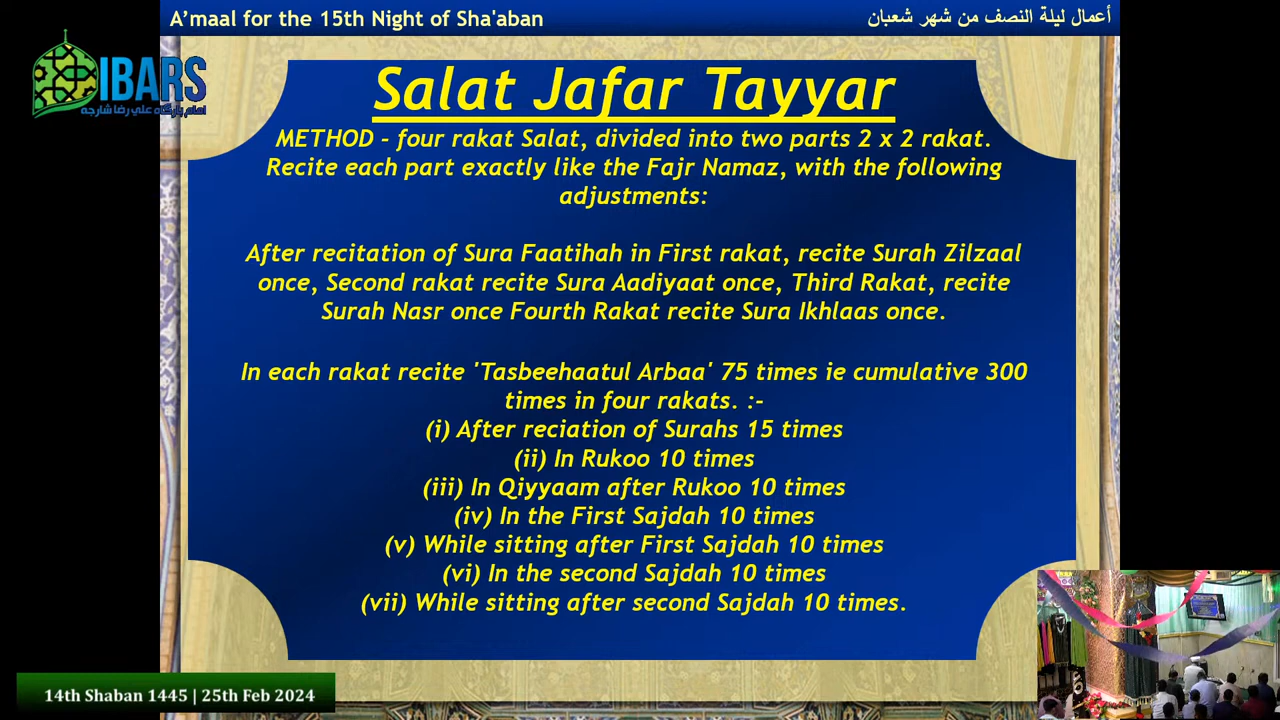 A’maal for the 15th Night of Sha'aban
أعمال ليلة النصف من شهر شعبان
IBARS
امام بارگاه علي رضا شارجه
Salat Jafar Tayyar
METHOD - four rakat Salat, divided into two parts 2 x 2 rakat.
Recite each part exactly like the Fajr Namaz, with the following
adjustments:
After recitation of Sura Faatihah in First rakat, recite Surah Zilzaal
once, Second rakat recite Sura Aadiyaat once, Third Rakat, recite
Surah Nasr once Fourth Rakat recite Sura Ikhlaas once.
In each rakat recite 'Tasbeehaatul Arbaa' 75 times ie cumulative 300
times in four rakats. :-
(i) After reciation of Surahs 15 times
(ii) In Rukoo 10 times
(iii) In Qiyyaam after Rukoo 10 times
(iv) In the First Sajdah 10 times
(v) While sitting after First Sajdah 10 times
(vi) In the second Sajdah 10 times
(vii) While sitting after second Sajdah 10 times.
14th Shaban 1445 | 25th Feb 2024